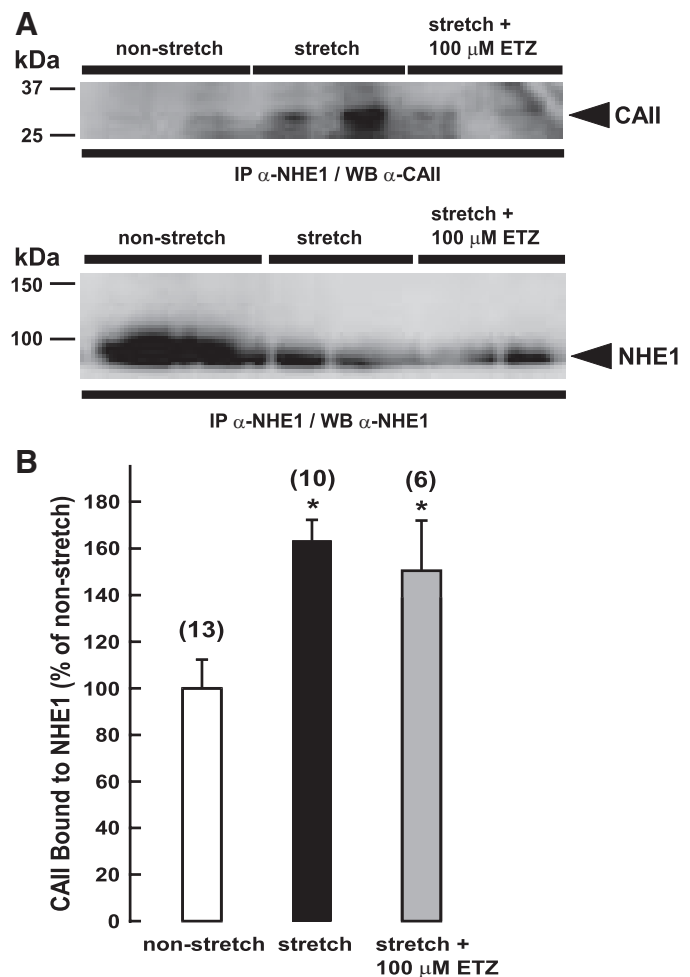 A
stretch +
non-stretch stretch 100 μM ETZ
kDa
37
CAII
25
IP α-NHE1 / WB α-CAII
stretch +
non-stretch stretch 100 μM ETZ
kDa
150
100
NHE1
IP α-NHE1 / WB α-NHE1
B
CAII Bound to NHE1 (% of non-stretch)
180
160
140
120
100
80
60
40
20
0
(13)
(10)
*
(6)
*
non-stretch stretch stretch +
100 μM ETZ